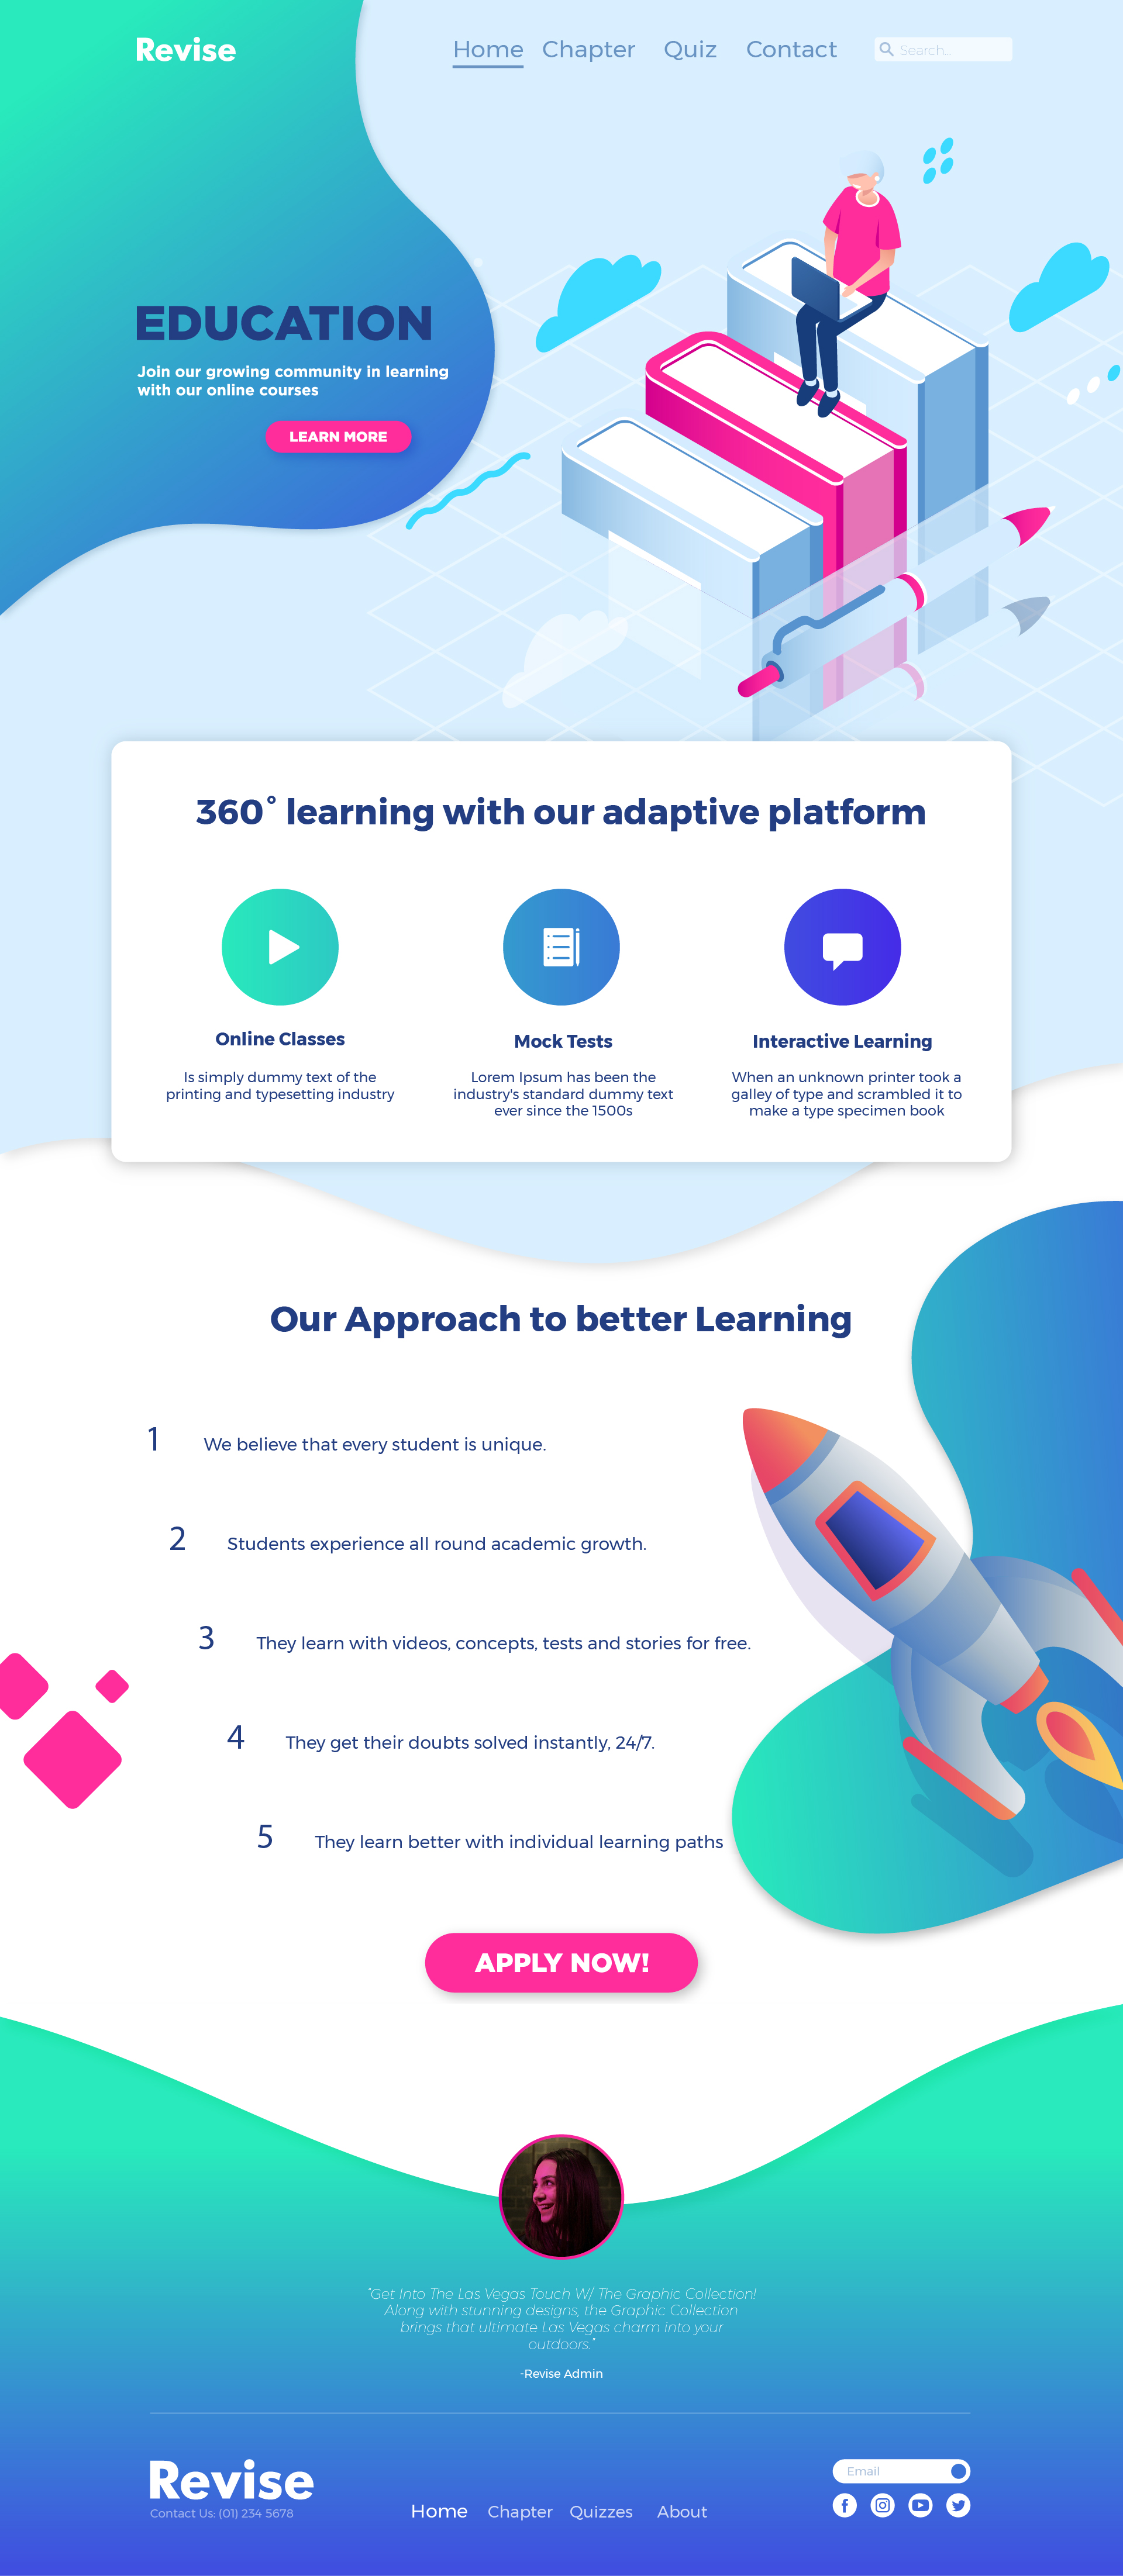 Revise
Home Chapter Quiz Contact Search...
EDUCATION
Join our growing community in learning
with our online courses
LEARN MORE
360° learning with our adaptive platform
Online Classes
Is simply dummy text of the
printing and typesetting industry
Mock Tests
Lorem Ipsum has been the
industry's standard dummy text
ever since the 1500s
Interactive Learning
When an unknown printer took a
galley of type and scrambled it to
make a type specimen book
Our Approach to better Learning
1 We believe that every student is unique.
2 Students experience all round academic growth.
3 They learn with videos, concepts, tests and stories for free.
4 They get their doubts solved instantly, 24/7.
5 They learn better with individual learning paths
APPLY NOW!
"Get Into The Las Vegas Touch W/ The Graphic Collection!
Along with stunning designs, the Graphic Collection
brings that ultimate Las Vegas charm into your
outdoors."
-Revise Admin
Revise
Contact Us: (01) 234 5678
Home Chapter Quizzes About
Email